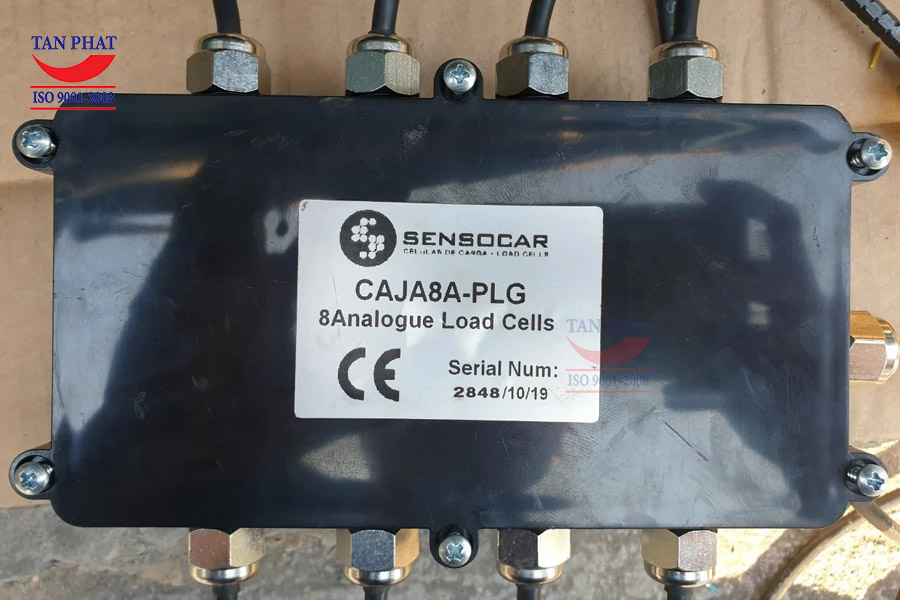 TAN PHAT
ISO 9001-2008
SENSOCAR
CELULAS DE CARGA - LOAD CELLS
CAJA8A-PLG
8Analogue Load Cells
CE
Serial Num:
2848/10/19
TAN PHAT
ISO 9001-2008